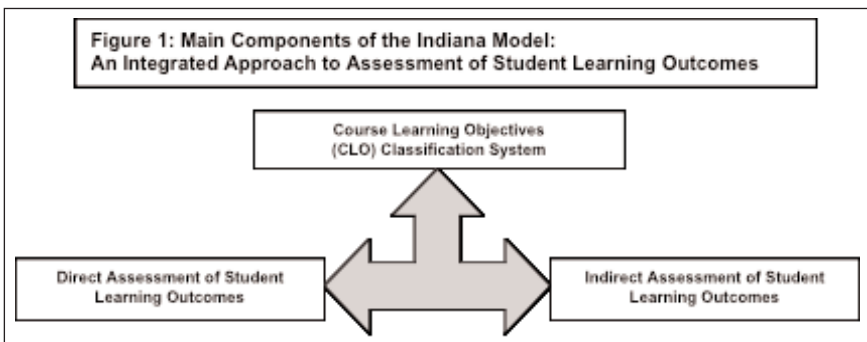 Figure 1: Main Components of the Indiana Model:
An Integrated Approach to Assessment of Student Learning Outcomes
Course Learning Objectives
(CLO) Classification System
Direct Assessment of Student
Learning Outcomes
Indirect Assessment of Student
Learning Outcomes